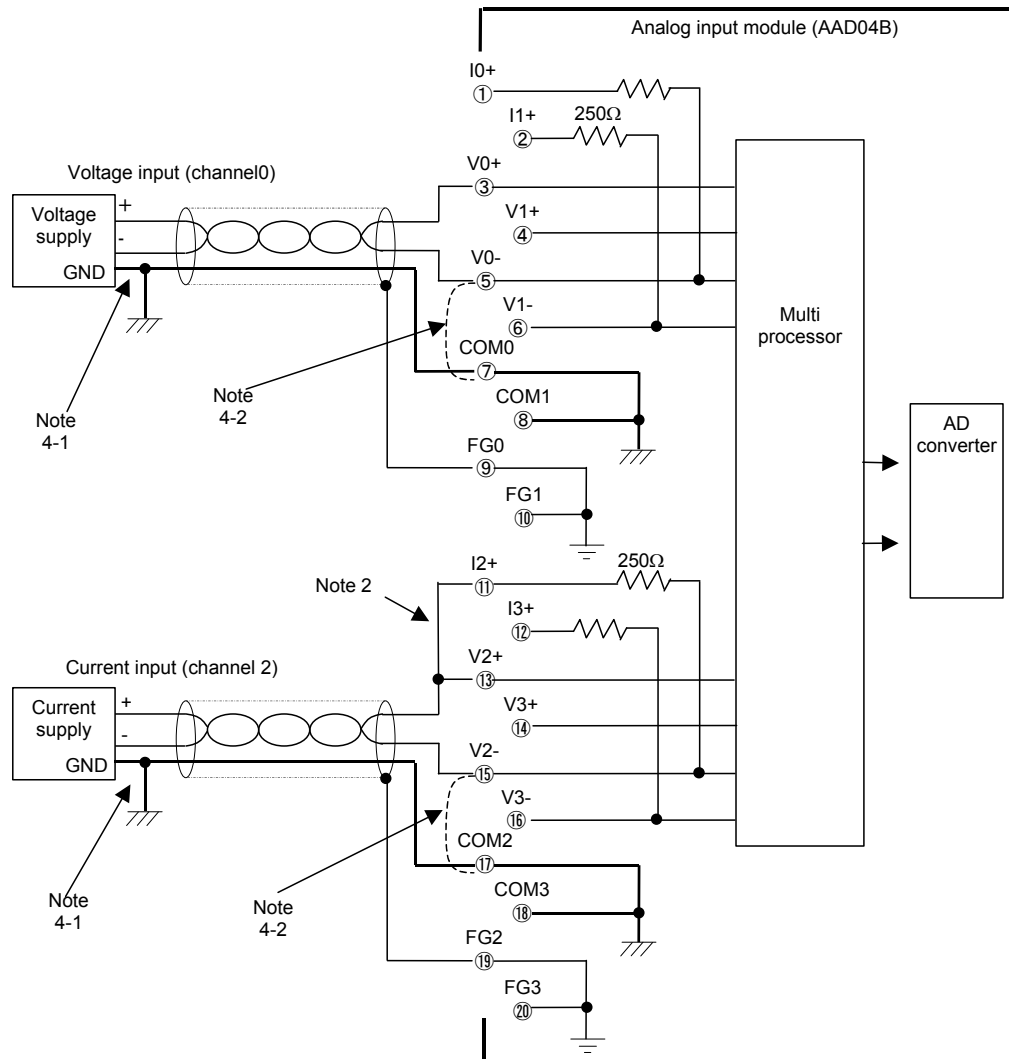 Analog input module (AAD04B)
I0+
①
I1+
②
250Ω
Voltage input (channel0)
Voltage
supply
+
-
GND
V0+
③
V1+
④
V0-
⑤
V1-
⑥
COM0
⑦
COM1
⑧
FG0
⑨
FG1
⑩
Note
4-1
Note
4-2
Multi
processor
AD
converter
I2+
⑪
250Ω
Note 2
I3+
⑫
Current input (channel 2)
Current
supply
+
-
GND
V2+
⑬
V3+
⑭
V2-
⑮
V3-
⑯
COM2
⑰
COM3
⑱
FG2
⑲
FG3
⑳
Note
4-1
Note
4-2